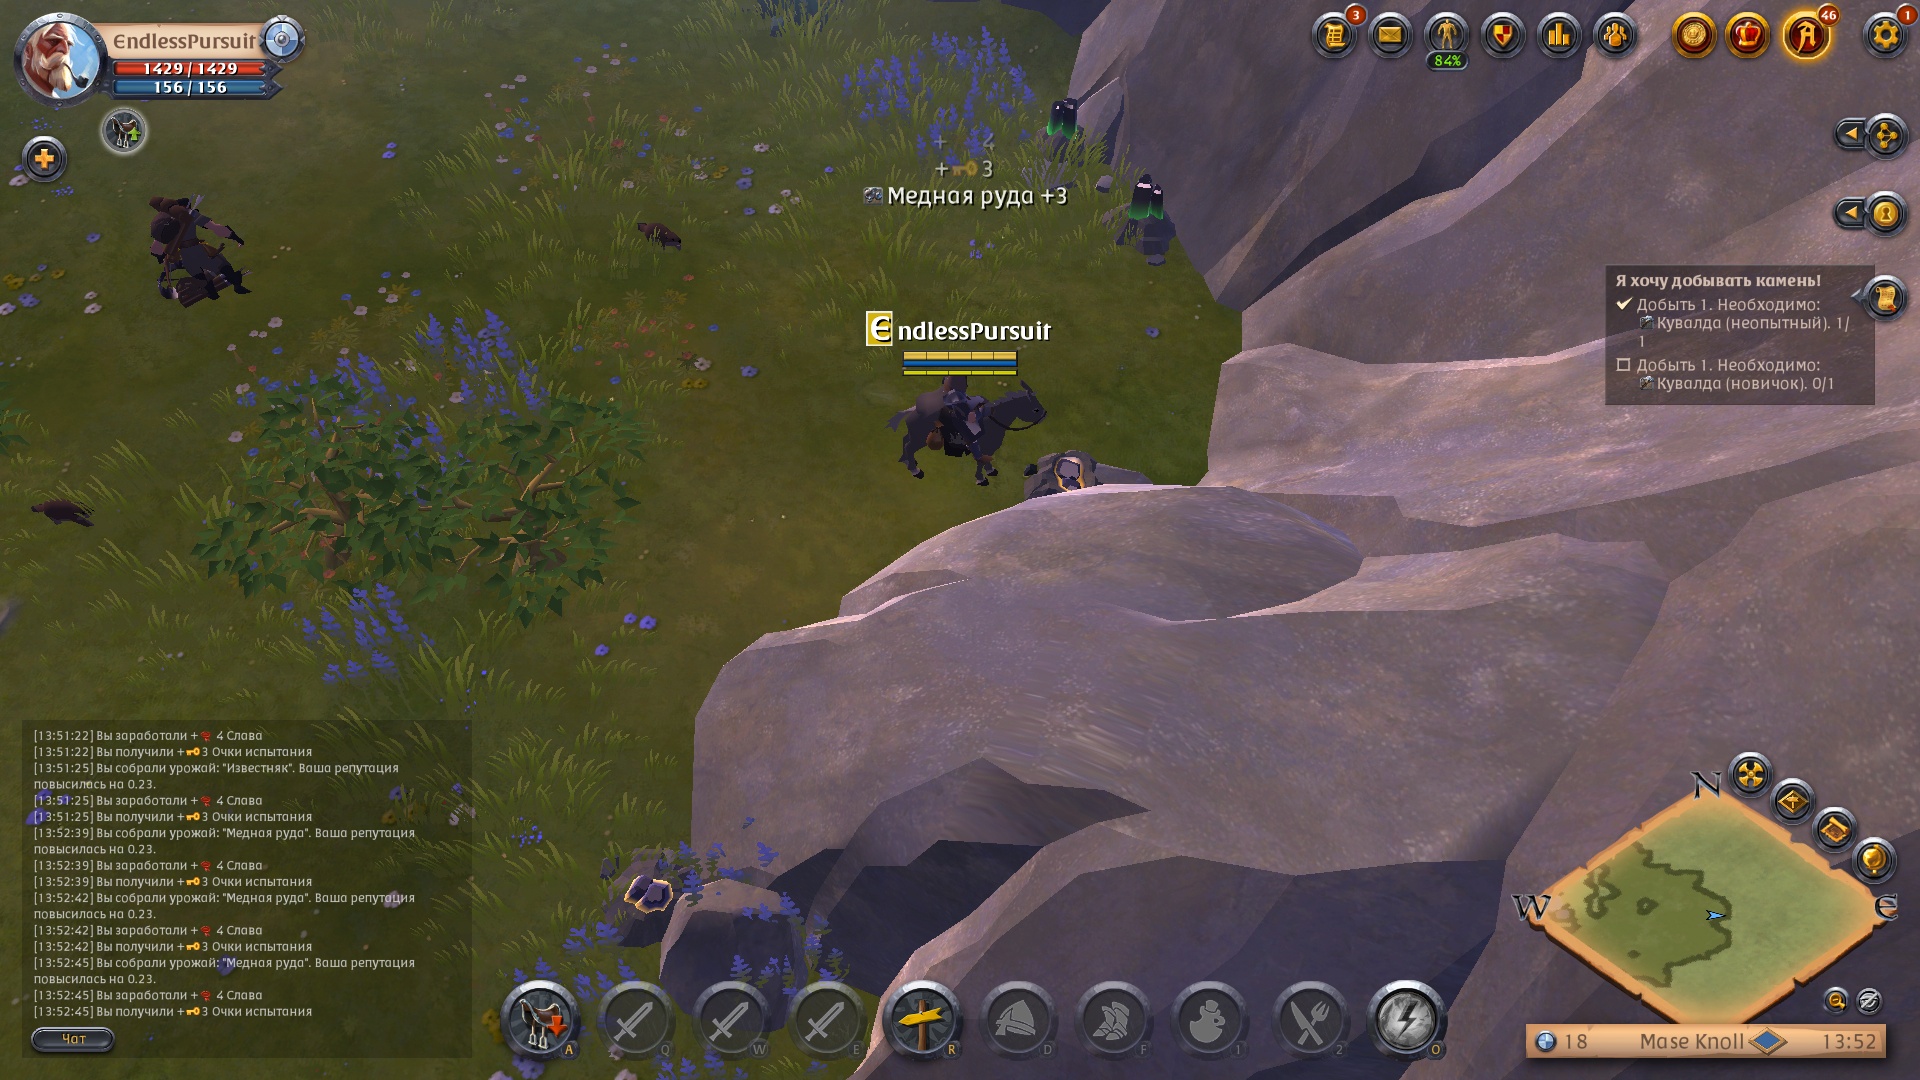 EndlessPursuit
1429 / 1429
156 / 156
3
84%
46
1
+ 4
+ 3
Медная руда +3
EndlessPursuit
Я хочу добывать камень!
Добыть 1. Необходимо:
Кувалда (неопытный). 1/
1
Добыть 1. Необходимо:
Кувалда (новичок). 0/1
[13:51:22] Вы заработали + 4 Слава
[13:51:22] Вы получили + 3 Очки испытания
[13:51:25] Вы собрали урожай: "Известняк". Ваша репутация
повысилась на 0.23.
[13:51:25] Вы заработали + 4 Слава
[13:51:25] Вы получили + 3 Очки испытания
[13:52:39] Вы собрали урожай: "Медная руда". Ваша репутация
повысилась на 0.23.
[13:52:39] Вы заработали + 4 Слава
[13:52:39] Вы получили + 3 Очки испытания
[13:52:42] Вы собрали урожай: "Медная руда". Ваша репутация
повысилась на 0.23.
[13:52:42] Вы заработали + 4 Слава
[13:52:42] Вы получили + 3 Очки испытания
[13:52:45] Вы собрали урожай: "Медная руда". Ваша репутация
повысилась на 0.23.
[13:52:45] Вы заработали + 4 Слава
[13:52:45] Вы получили + 3 Очки испытания
Чат
A
Q
W
E
R
D
F
1
2
O
N
W
E
18
Mase Knoll
13:52